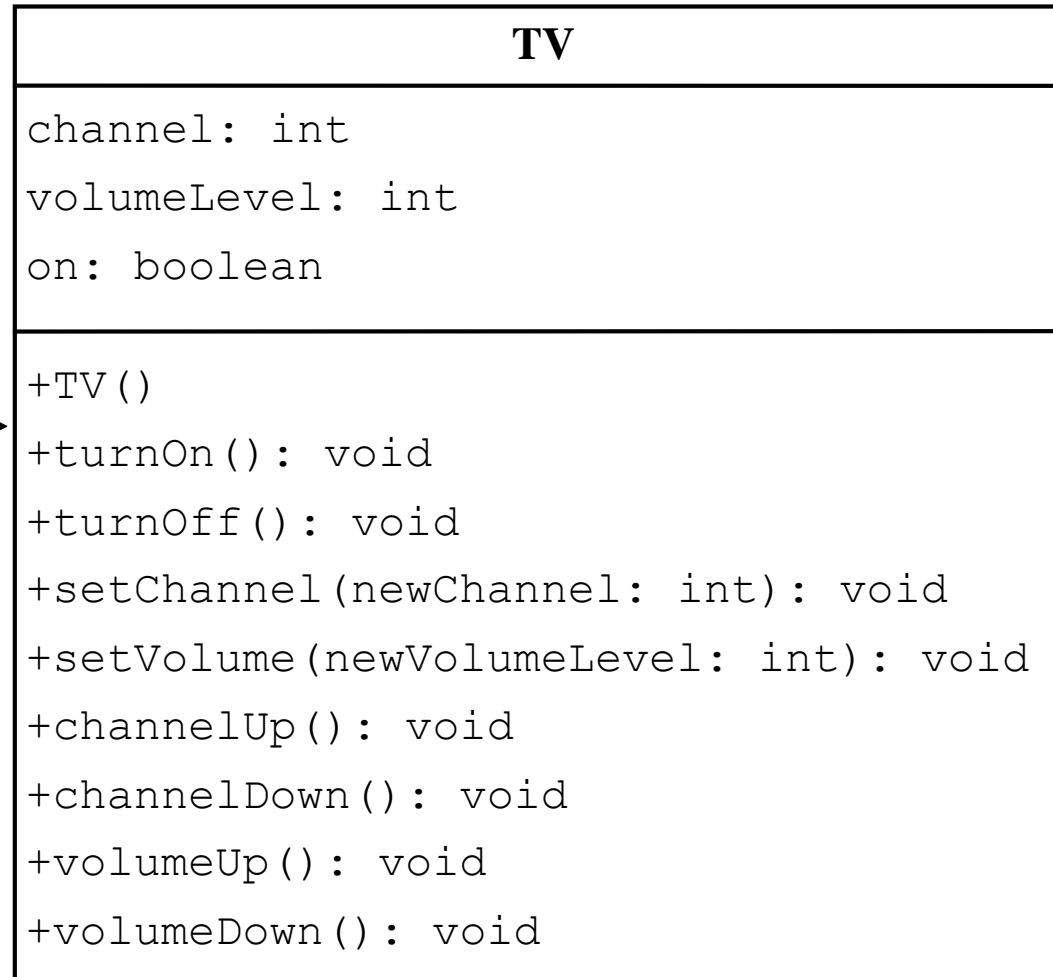 TV
channel: int
volumeLevel: int
on: boolean
+TV()
+turnOn(): void
+turnOff(): void
+setChannel(newChannel: int): void
+setVolume(newVolumeLevel: int): void
+channelUp(): void
+channelDown(): void
+volumeUp(): void
+volumeDown(): void